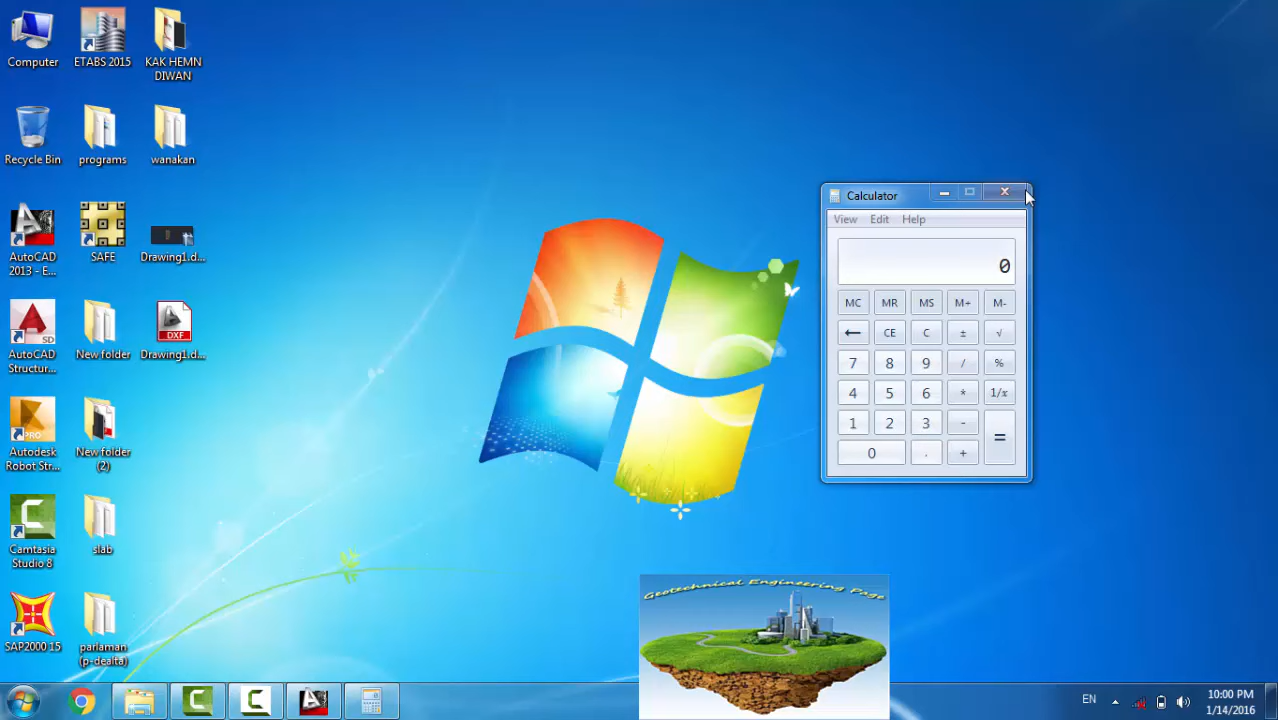 Computer
ETABS 2015
KAK HEMN
DIWAN
Recycle Bin
programs
wanakan
AutoCAD
2013 - E...
SAFE
Drawing1.d...
AutoCAD
Structur...
SD
New folder
DXF
Drawing1.d...
PRO
Autodesk
Robot Str...
New folder
(2)
Camtasia
Studio 8
slab
SAP2000 15
pariaman
(p-dealta)
Calculator
View Edit Help
0
MC MR MS M+ M-
← CE C ± √
7 8 9 / %
4 5 6 * 1/x
1 2 3 - =
0 . +
Geotechnical Engineering Page
EN
10:00 PM
1/14/2016